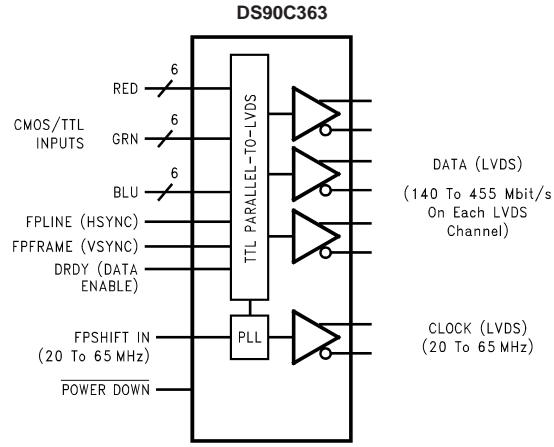 DS90C363
6
RED
6
CMOS/TTL
INPUTS
GRN
6
BLU
FPLINE (HSYNC)
FPFRAME (VSYNC)
DRDY (DATA
ENABLE)
TTL PARALLEL-TO-LVDS
DATA (LVDS)
(140 To 455 Mbit/s
On Each LVDS
Channel)
FPSHIFT IN
(20 To 65 MHz)
PLL
CLOCK (LVDS)
(20 To 65 MHz)
POWER DOWN